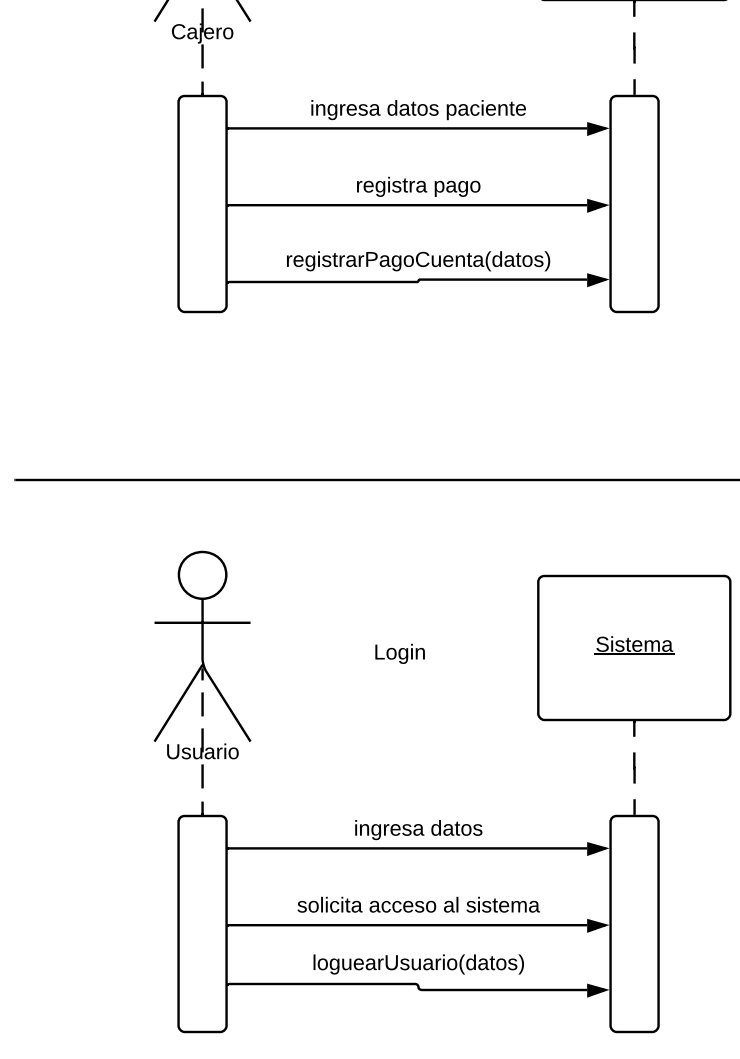 Cajero
ingresa datos paciente
registra pago
registrarPagoCuenta(datos)
Login
Sistema
Usuario
ingresa datos
solicita acceso al sistema
loguearUsuario(datos)